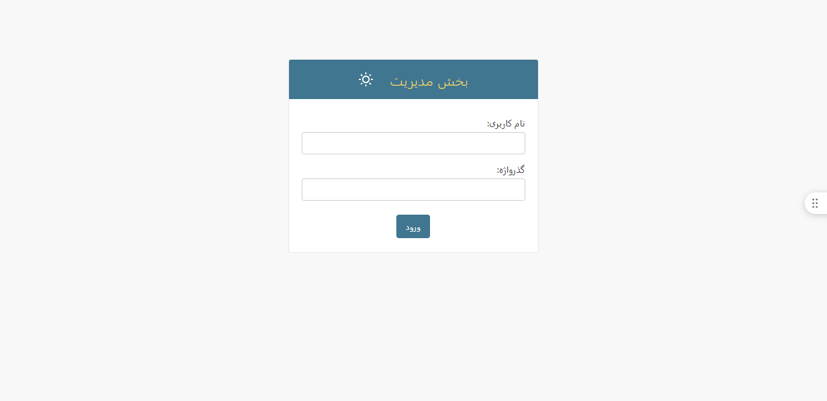 بخش مدیریت
نام کاربری:
گذرواژه:
ورود